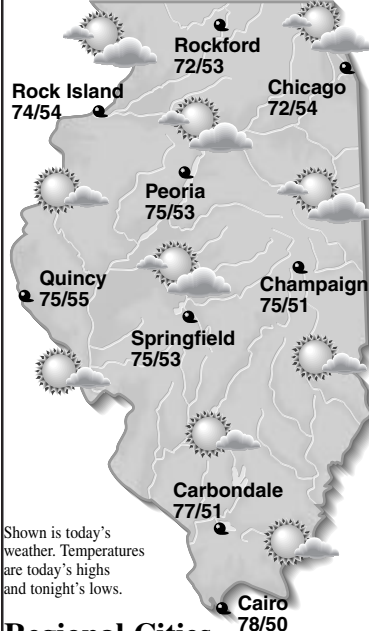 Rockford
72/53
Chicago
72/54
Rock Island
74/54
Peoria
75/53
Quincy
75/55
Champaign
75/51
Springfield
75/53
Carbondale
77/51
Shown is today's
weather. Temperatures
are today's highs
and tonight's lows.
Cairo
78/50
Regional Cities